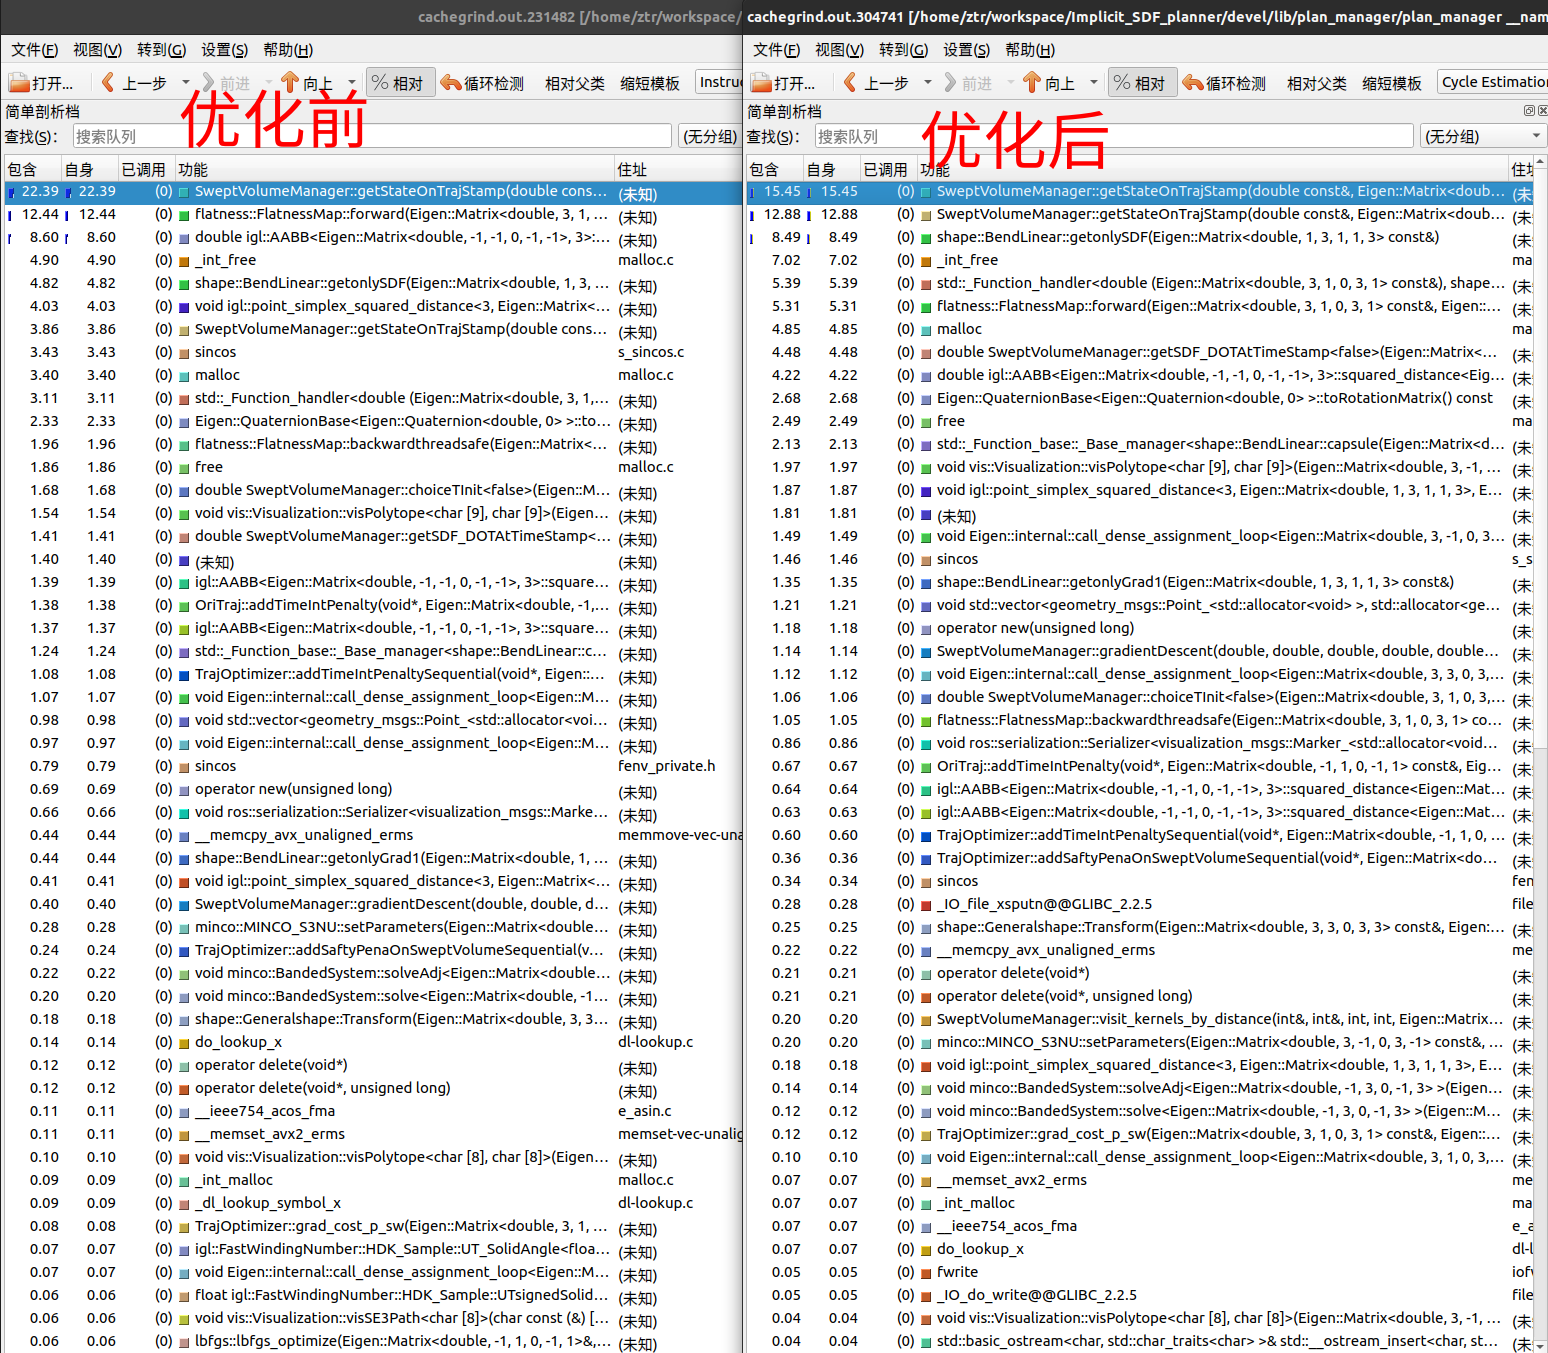 cachegrind.out.231482 [/home/ztr/workspace/
文件(F) 视图(V) 转到(G) 设置(S) 帮助(H)
打开... 上一步 前进 向上 相对 循环检测 相对父类 缩短模板 Instruc
简单剖析档
优化前
查找(S): 搜索队列 (无分组)
包含 自身 已调用 功能 住址
22.39 22.39 (0) SweptVolumeManager::getStateOnTrajStamp(double cons... (未知)
12.44 12.44 (0) flatness::FlatnessMap::forward(Eigen::Matrix<double, 3, 1, ... (未知)
8.60 8.60 (0) double igl::AABB<Eigen::Matrix<double, -1, -1, 0, -1, -1>, 3>::... (未知)
4.90 4.90 (0) _int_free malloc.c
4.82 4.82 (0) shape::BendLinear::getonlySDF(Eigen::Matrix<double, 1, 3, ... (未知)
4.03 4.03 (0) void igl::point_simplex_squared_distance<3, Eigen::Matrix<... (未知)
3.86 3.86 (0) SweptVolumeManager::getStateOnTrajStamp(double cons... (未知)
3.43 3.43 (0) sincos s_sincos.c
3.40 3.40 (0) malloc malloc.c
3.11 3.11 (0) std::_Function_handler<double (Eigen::Matrix<double, 3, 1,... (未知)
2.33 2.33 (0) Eigen::QuaternionBase<Eigen::Quaternion<double, 0> >::to... (未知)
1.96 1.96 (0) flatness::FlatnessMap::backwardthreadsafe(Eigen::Matrix<... (未知)
1.86 1.86 (0) free malloc.c
1.68 1.68 (0) double SweptVolumeManager::choiceTInit<false>(Eigen::M... (未知)
1.54 1.54 (0) void vis::Visualization::visPolytope<char [9], char [9]>(Eigen... (未知)
1.41 1.41 (0) double SweptVolumeManager::getSDF_DOTAtTimeStamp<... (未知)
1.40 1.40 (0) (未知) (未知)
1.39 1.39 (0) igl::AABB<Eigen::Matrix<double, -1, -1, 0, -1, -1>, 3>::square... (未知)
1.38 1.38 (0) OriTraj::addTimeIntPenalty(void*, Eigen::Matrix<double, -1,... (未知)
1.37 1.37 (0) igl::AABB<Eigen::Matrix<double, -1, -1, 0, -1, -1>, 3>::square... (未知)
1.24 1.24 (0) std::_Function_base::_Base_manager<shape::BendLinear::c... (未知)
1.08 1.08 (0) TrajOptimizer::addTimeIntPenaltySequential(void*, Eigen::... (未知)
1.07 1.07 (0) void Eigen::internal::call_dense_assignment_loop<Eigen::M... (未知)
0.98 0.98 (0) void std::vector<geometry_msgs::Point_<std::allocator<voi... (未知)
0.97 0.97 (0) void Eigen::internal::call_dense_assignment_loop<Eigen::M... (未知)
0.79 0.79 (0) sincos fenv_private.h
0.69 0.69 (0) operator new(unsigned long) (未知)
0.66 0.66 (0) void ros::serialization::Serializer<visualization_msgs::Marke... (未知)
0.44 0.44 (0) __memcpy_avx_unaligned_erms memmove-vec-una
0.44 0.44 (0) shape::BendLinear::getonlyGrad1(Eigen::Matrix<double, 1, ... (未知)
0.41 0.41 (0) void igl::point_simplex_squared_distance<3, Eigen::Matrix<... (未知)
0.40 0.40 (0) SweptVolumeManager::gradientDescent(double, double, d... (未知)
0.28 0.28 (0) minco::MINCO_S3NU::setParameters(Eigen::Matrix<double... (未知)
0.24 0.24 (0) TrajOptimizer::addSaftyPenaOnSweptVolumeSequential(v... (未知)
0.22 0.22 (0) void minco::BandedSystem::solveAdj<Eigen::Matrix<double... (未知)
0.20 0.20 (0) void minco::BandedSystem::solve<Eigen::Matrix<double, -1... (未知)
0.18 0.18 (0) shape::Generalshape::Transform(Eigen::Matrix<double, 3, 3... (未知)
0.14 0.14 (0) do_lookup_x dl-lookup.c
0.12 0.12 (0) operator delete(void*) (未知)
0.12 0.12 (0) operator delete(void*, unsigned long) (未知)
0.11 0.11 (0) __ieee754_acos_fma e_asin.c
0.11 0.11 (0) __memset_avx2_erms memset-vec-unalig
0.10 0.10 (0) void vis::Visualization::visPolytope<char [8], char [8]>(Eigen... (未知)
0.09 0.09 (0) _int_malloc malloc.c
0.09 0.09 (0) _dl_lookup_symbol_x dl-lookup.c
0.08 0.08 (0) TrajOptimizer::grad_cost_p_sw(Eigen::Matrix<double, 3, 1, ... (未知)
0.07 0.07 (0) igl::FastWindingNumber::HDK_Sample::UT_SolidAngle<floa... (未知)
0.07 0.07 (0) void Eigen::internal::call_dense_assignment_loop<Eigen::M... (未知)
0.06 0.06 (0) float igl::FastWindingNumber::HDK_Sample::UTsignedSolid... (未知)
0.06 0.06 (0) void vis::Visualization::visSE3Path<char [8]>(char const (&) [... (未知)
0.06 0.06 (0) lbfgs::lbfgs_optimize(Eigen::Matrix<double, -1, 1, 0, -1, 1>&,... (未知)
cachegrind.out.304741 [/home/ztr/workspace/Implicit_SDF_planner/devel/lib/plan_manager/plan_manager __nam
文件(F) 视图(V) 转到(G) 设置(S) 帮助(H)
打开... 上一步 前进 向上 相对 循环检测 相对父类 缩短模板 Cycle Estimation
简单剖析档
优化后
查找(S): 搜索队列 (无分组)
包含 自身 已调用 功能 住址
15.45 15.45 (0) SweptVolumeManager::getStateOnTrajStamp(double const&, Eigen::Matrix<doub... (未
12.88 12.88 (0) SweptVolumeManager::getStateOnTrajStamp(double const&, Eigen::Matrix<doub... (未
8.49 8.49 (0) shape::BendLinear::getonlySDF(Eigen::Matrix<double, 1, 3, 1, 1, 3> const&) (未
7.02 7.02 (0) _int_free ma
5.39 5.39 (0) std::_Function_handler<double (Eigen::Matrix<double, 3, 1, 0, 3, 1> const&), shape... (未
5.31 5.31 (0) flatness::FlatnessMap::forward(Eigen::Matrix<double, 3, 1, 0, 3, 1> const&, Eigen::... (未
4.85 4.85 (0) malloc ma
4.48 4.48 (0) double SweptVolumeManager::getSDF_DOTAtTimeStamp<false>(Eigen::Matrix<... (未
4.22 4.22 (0) double igl::AABB<Eigen::Matrix<double, -1, -1, 0, -1, -1>, 3>::squared_distance<Eig... (未
2.68 2.68 (0) Eigen::QuaternionBase<Eigen::Quaternion<double, 0> >::toRotationMatrix() const (未
2.49 2.49 (0) free ma
2.13 2.13 (0) std::_Function_base::_Base_manager<shape::BendLinear::capsule(Eigen::Matrix<d... (未
1.97 1.97 (0) void vis::Visualization::visPolytope<char [9], char [9]>(Eigen::Matrix<double, 3, -1, ... (未
1.87 1.87 (0) void igl::point_simplex_squared_distance<3, Eigen::Matrix<double, 1, 3, 1, 1, 3>, E... (未
1.81 1.81 (0) (未知) (未
1.49 1.49 (0) void Eigen::internal::call_dense_assignment_loop<Eigen::Matrix<double, 3, -1, 0, 3... (未
1.46 1.46 (0) sincos s_s
1.35 1.35 (0) shape::BendLinear::getonlyGrad1(Eigen::Matrix<double, 1, 3, 1, 1, 3> const&) (未
1.21 1.21 (0) void std::vector<geometry_msgs::Point_<std::allocator<void> >, std::allocator<ge... (未
1.18 1.18 (0) operator new(unsigned long) (未
1.14 1.14 (0) SweptVolumeManager::gradientDescent(double, double, double, double, double... (未
1.12 1.12 (0) void Eigen::internal::call_dense_assignment_loop<Eigen::Matrix<double, 3, 3, 0, 3,... (未
1.06 1.06 (0) double SweptVolumeManager::choiceTInit<false>(Eigen::Matrix<double, 3, 1, 0, 3,... (未
1.05 1.05 (0) flatness::FlatnessMap::backwardthreadsafe(Eigen::Matrix<double, 3, 1, 0, 3, 1> co... (未
0.86 0.86 (0) void ros::serialization::Serializer<visualization_msgs::Marker_<std::allocator<void... (未
0.67 0.67 (0) OriTraj::addTimeIntPenalty(void*, Eigen::Matrix<double, -1, 1, 0, -1, 1> const&, Eig... (未
0.64 0.64 (0) igl::AABB<Eigen::Matrix<double, -1, -1, 0, -1, -1>, 3>::squared_distance<Eigen::Mat... (未
0.63 0.63 (0) igl::AABB<Eigen::Matrix<double, -1, -1, 0, -1, -1>, 3>::squared_distance<Eigen::Mat... (未
0.60 0.60 (0) TrajOptimizer::addTimeIntPenaltySequential(void*, Eigen::Matrix<double, -1, 1, 0, ... (未
0.36 0.36 (0) TrajOptimizer::addSaftyPenaOnSweptVolumeSequential(void*, Eigen::Matrix<do... (未
0.34 0.34 (0) sincos fen
0.28 0.28 (0) _IO_file_xsputn@@GLIBC_2.2.5 file
0.25 0.25 (0) shape::Generalshape::Transform(Eigen::Matrix<double, 3, 3, 0, 3, 3> const&, Eigen::... (未
0.22 0.22 (0) __memcpy_avx_unaligned_erms me
0.21 0.21 (0) operator delete(void*) (未
0.21 0.21 (0) operator delete(void*, unsigned long) (未
0.20 0.20 (0) SweptVolumeManager::visit_kernels_by_distance(int&, int&, int, int, Eigen::Matrix... (未
0.20 0.20 (0) minco::MINCO_S3NU::setParameters(Eigen::Matrix<double, 3, -1, 0, 3, -1> const&, ... (未
0.18 0.18 (0) void igl::point_simplex_squared_distance<3, Eigen::Matrix<double, 1, 3, 1, 1, 3>, E... (未
0.14 0.14 (0) void minco::BandedSystem::solveAdj<Eigen::Matrix<double, -1, 3, 0, -1, 3> >(Eigen... (未
0.12 0.12 (0) void minco::BandedSystem::solve<Eigen::Matrix<double, -1, 3, 0, -1, 3> >(Eigen::M... (未
0.12 0.12 (0) TrajOptimizer::grad_cost_p_sw(Eigen::Matrix<double, 3, 1, 0, 3, 1> const&, Eigen::... (未
0.10 0.10 (0) void Eigen::internal::call_dense_assignment_loop<Eigen::Matrix<double, 3, 1, 0, 3,... (未
0.07 0.07 (0) __memset_avx2_erms me
0.07 0.07 (0) _int_malloc ma
0.07 0.07 (0) __ieee754_acos_fma e_a
0.07 0.07 (0) do_lookup_x dl-l
0.05 0.05 (0) fwrite iof
0.05 0.05 (0) _IO_do_write@@GLIBC_2.2.5 file
0.04 0.04 (0) void vis::Visualization::visPolytope<char [8], char [8]>(Eigen::Matrix<double, 3, -1, ... (未
0.04 0.04 (0) std::basic_ostream<char, std::char_traits<char> >& std::__ostream_insert<char, st... (未